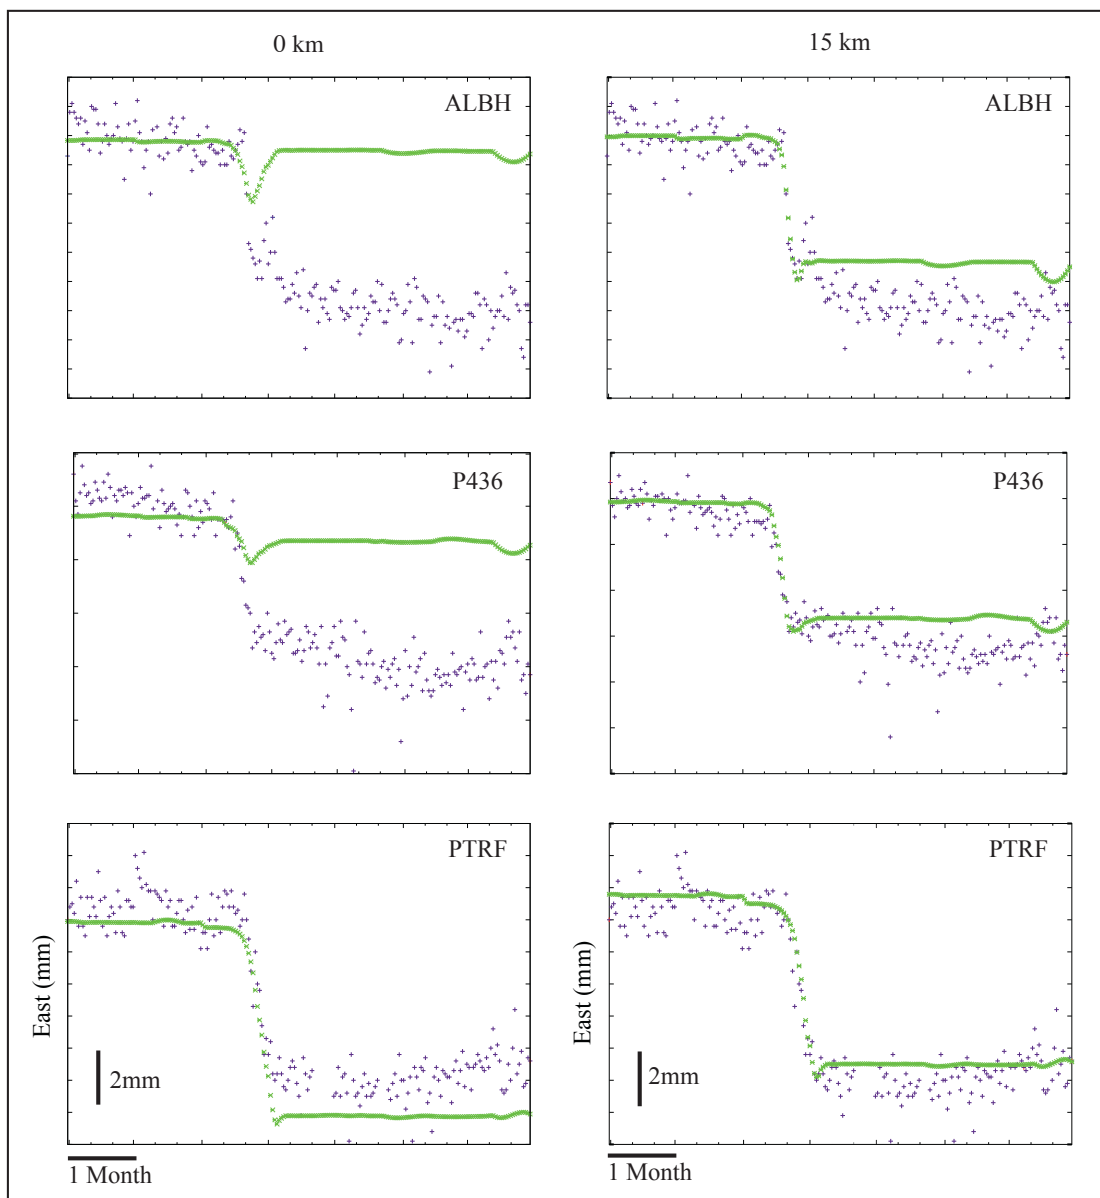 0 km
15 km
ALBH
ALBH
P436
P436
PTRF
PTRF
East (mm)
East (mm)
2mm
2mm
1 Month
1 Month